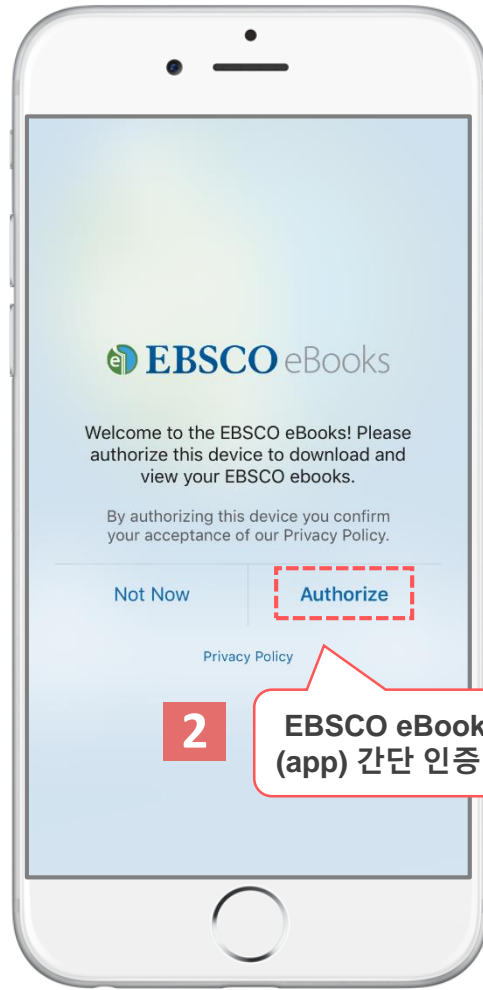 EBSCO eBooks
Welcome to the EBSCO eBooks! Please
authorize this device to download and
view your EBSCO ebooks.
By authorizing this device you confirm
your acceptance of our Privacy Policy.
Not Now
Authorize
Privacy Policy
2
EBSCO eBook
(app) 간단 인증